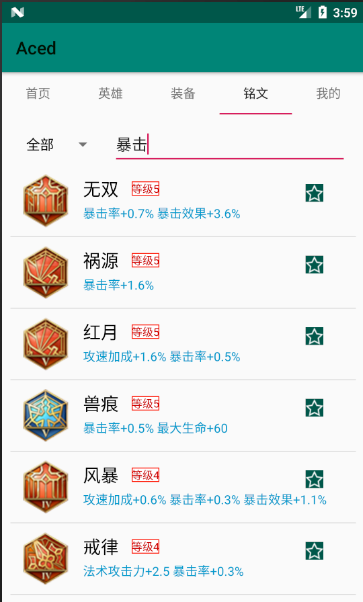 LTE 3:59
Aced
首页 英雄 装备 铭文 我的
全部 暴击
无双 等级5
暴击率+0.7% 暴击效果+3.6%
祸源 等级5
暴击率+1.6%
红月 等级5
攻速加成+1.6% 暴击率+0.5%
兽痕 等级5
暴击率+0.5% 最大生命+60
风暴 等级4
攻速加成+0.6% 暴击率+0.3% 暴击效果+1.1%
戒律 等级4
法术攻击力+2.5 暴击率+0.3%